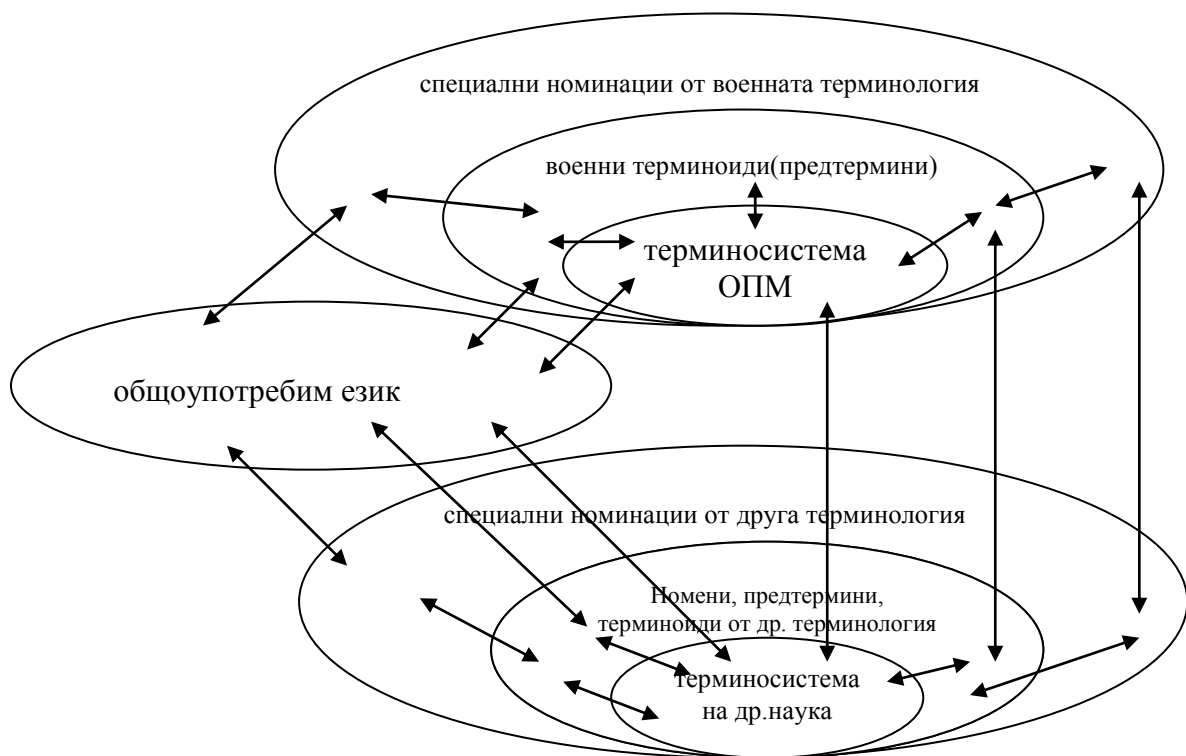 специални номинации от военната терминология
военни терминоиди(предтермини)
терминосистема
ОПМ
общоупотребим език
специални номинации от друга терминология
Номени, предтермини,
терминоиди от др. терминология
терминосистема
на др.наука